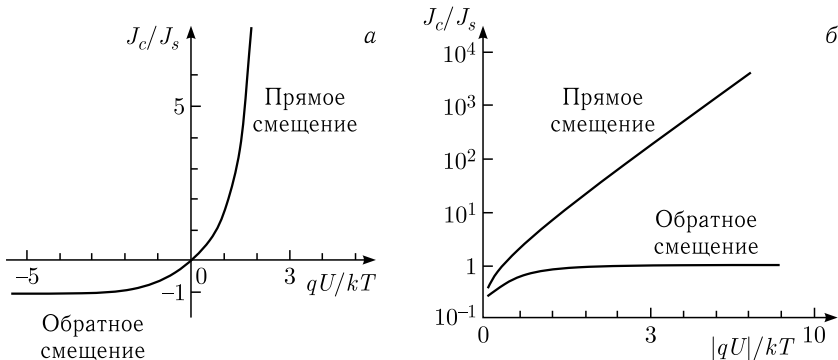 J_c/J_s
а
5
Прямое
смещение
−5
0
3
qU/kT
−1
Обратное
смещение
J_c/J_s
б
10^4
10^3
10^2
10^1
1
10^−1
Прямое
смещение
Обратное
смещение
0
3
10
|qU|/kT